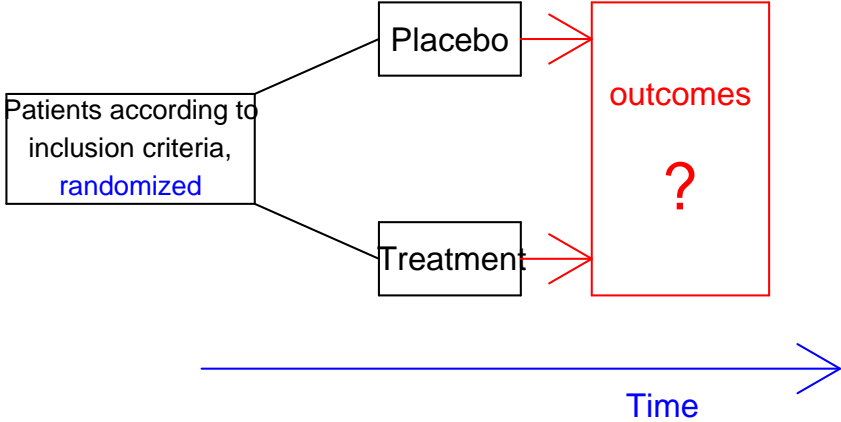 Patients according to
inclusion criteria,
randomized
Placebo
Treatment
outcomes
?
Time